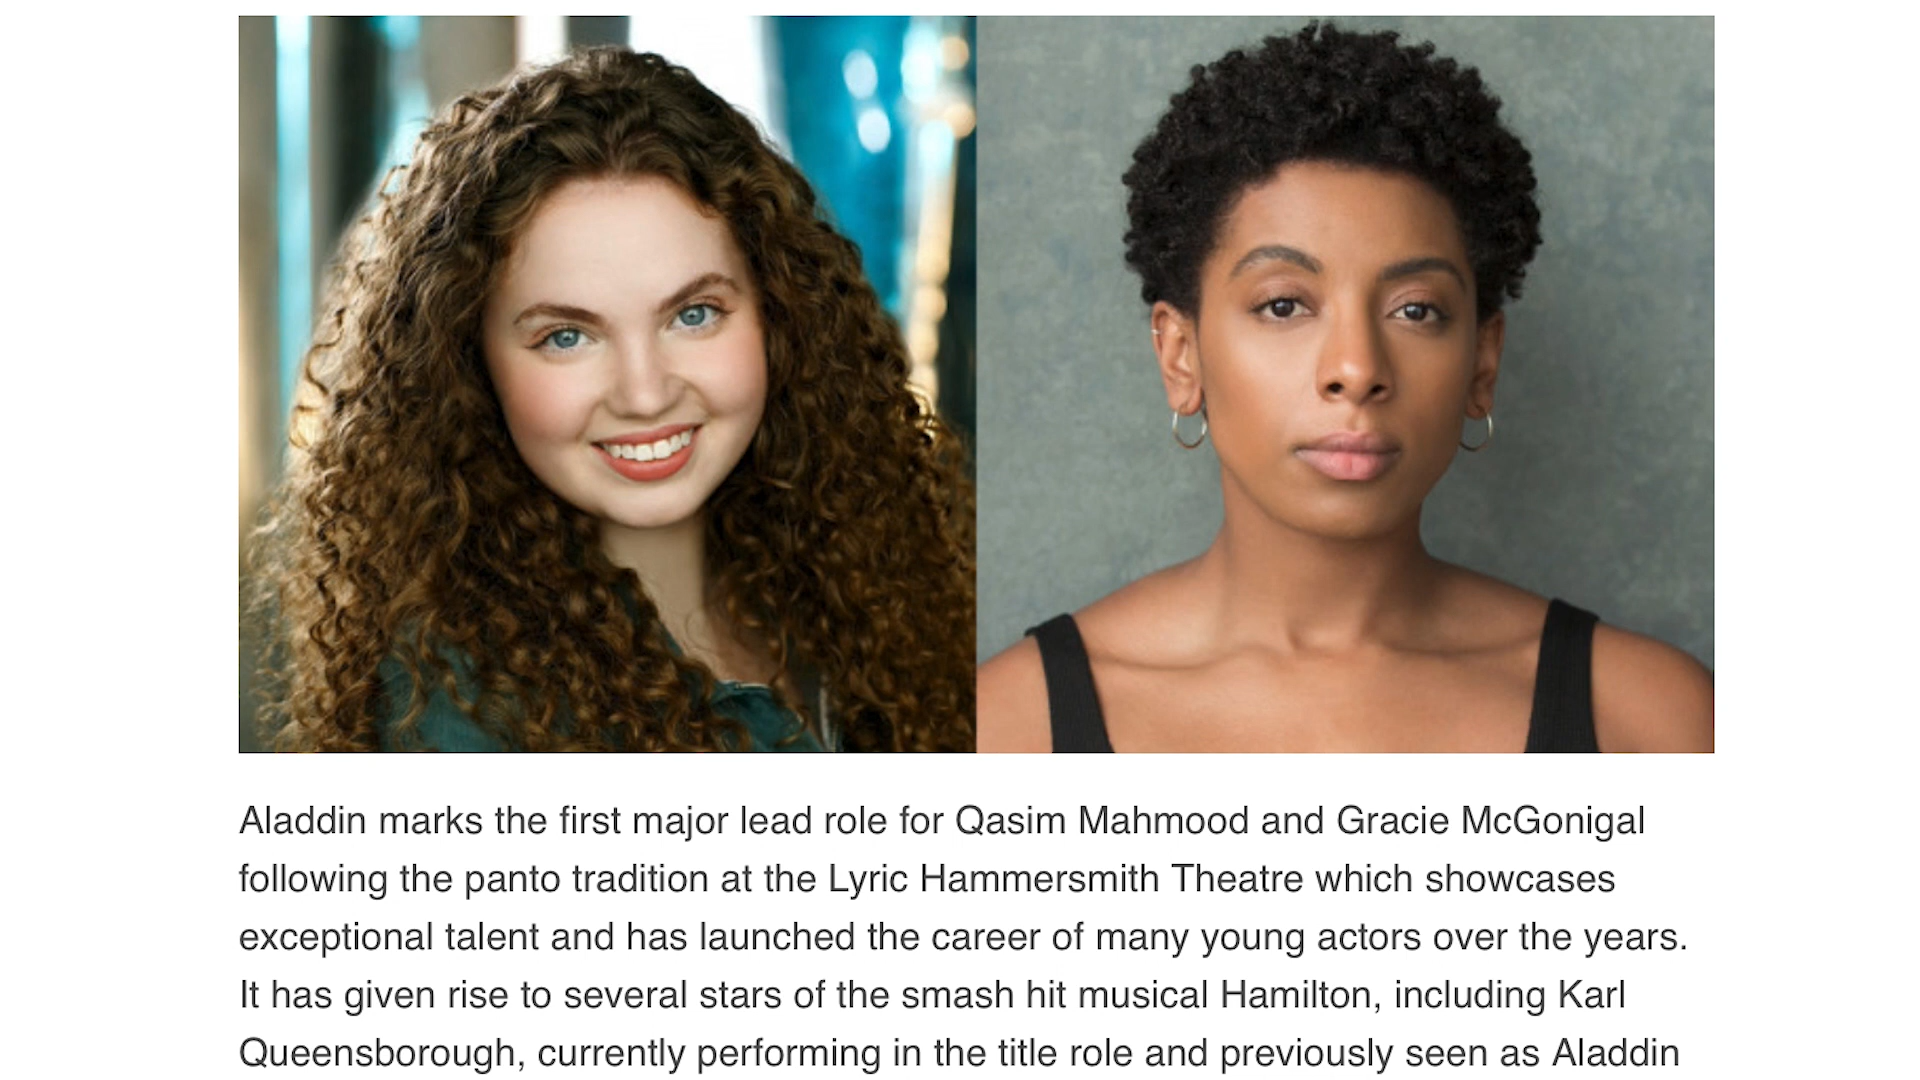 Aladdin marks the first major lead role for Qasim Mahmood and Gracie McGonigal
following the panto tradition at the Lyric Hammersmith Theatre which showcases
exceptional talent and has launched the career of many young actors over the years.
It has given rise to several stars of the smash hit musical Hamilton, including Karl
Queensborough, currently performing in the title role and previously seen as Aladdin